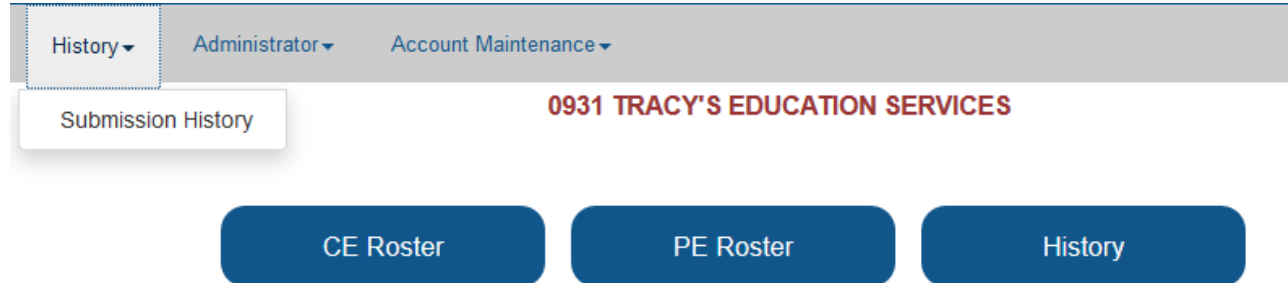 History Administrator Account Maintenance
Submission History
0931 TRACY'S EDUCATION SERVICES
CE Roster PE Roster History